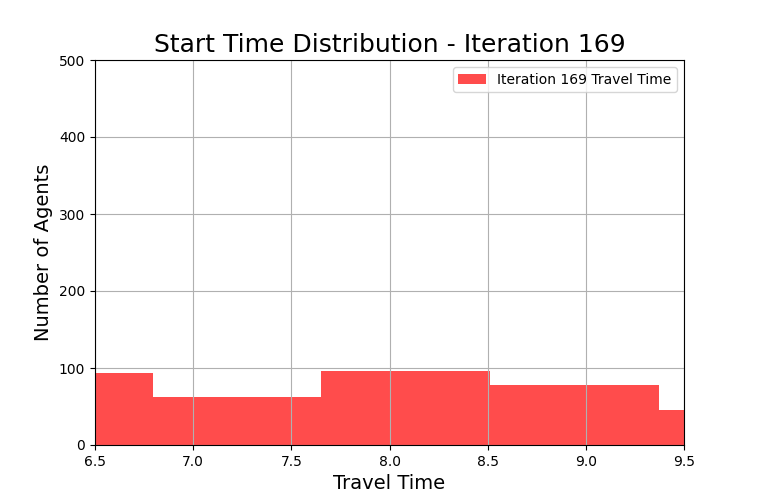 Start Time Distribution - Iteration 169
Iteration 169 Travel Time
Number of Agents
500
400
300
200
100
0
6.5 7.0 7.5 8.0 8.5 9.0 9.5
Travel Time